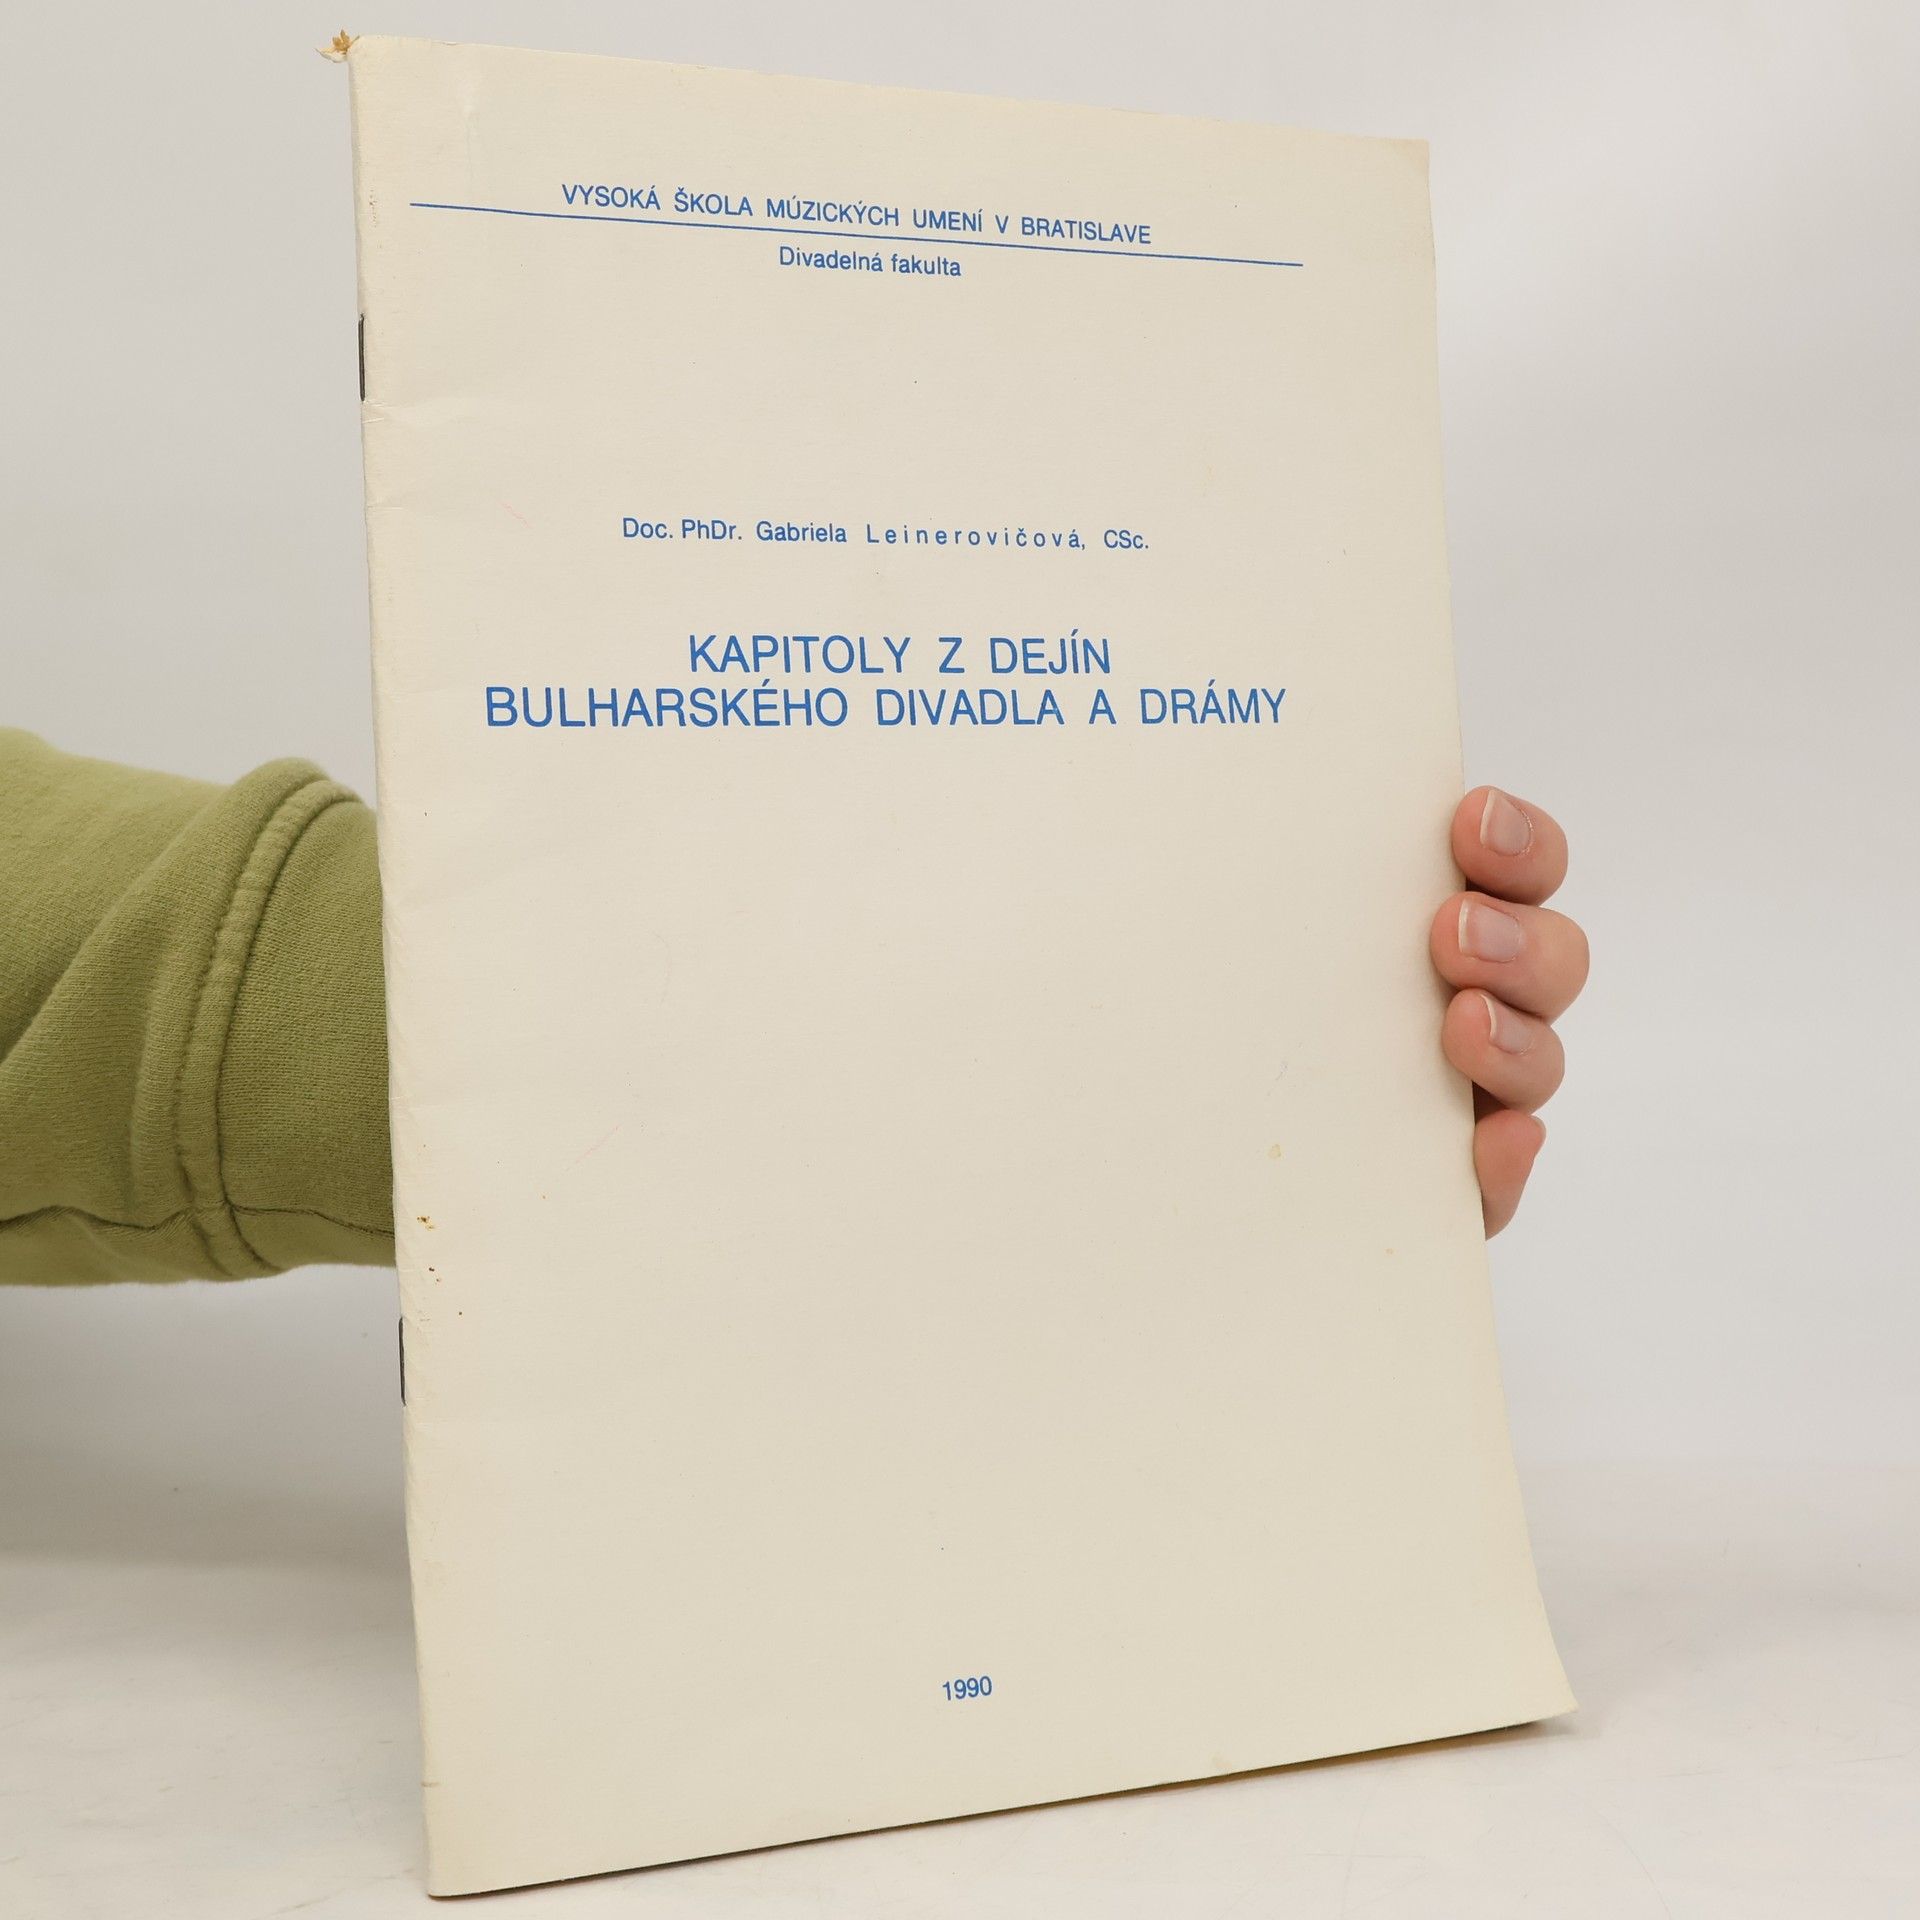 VYSOKÁ ŠKOLA MÚZICKÝCH UMENÍ V BRATISLAVE
Divadelná fakulta
Doc. PhDr. Gabriela Leinerovičová, CSc.
KAPITOLY Z DEJÍN
BULHARSKÉHO DIVADLA A DRÁMY
1990